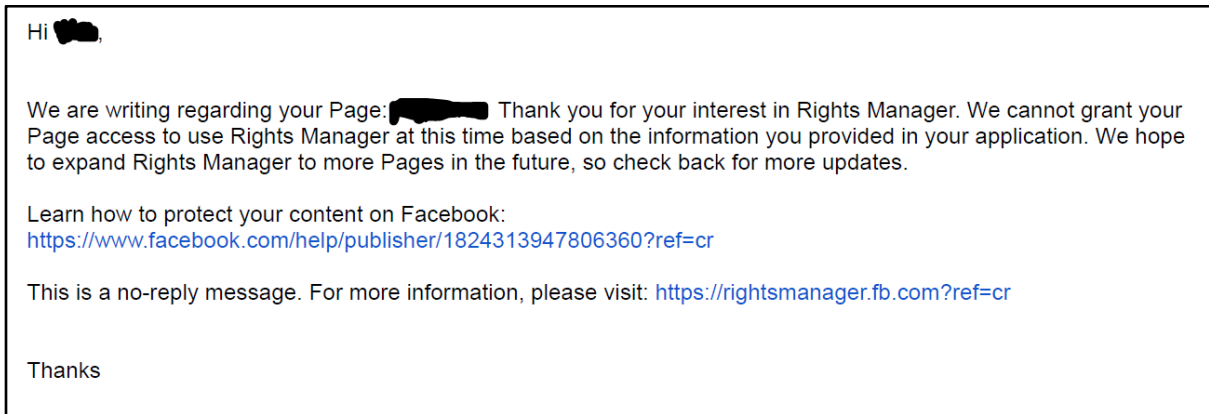 Hi ,
We are writing regarding your Page: Thank you for your interest in Rights Manager. We cannot grant your
Page access to use Rights Manager at this time based on the information you provided in your application. We hope
to expand Rights Manager to more Pages in the future, so check back for more updates.
Learn how to protect your content on Facebook:
https://www.facebook.com/help/publisher/1824313947806360?ref=cr
This is a no-reply message. For more information, please visit: https://rightsmanager.fb.com?ref=cr
Thanks